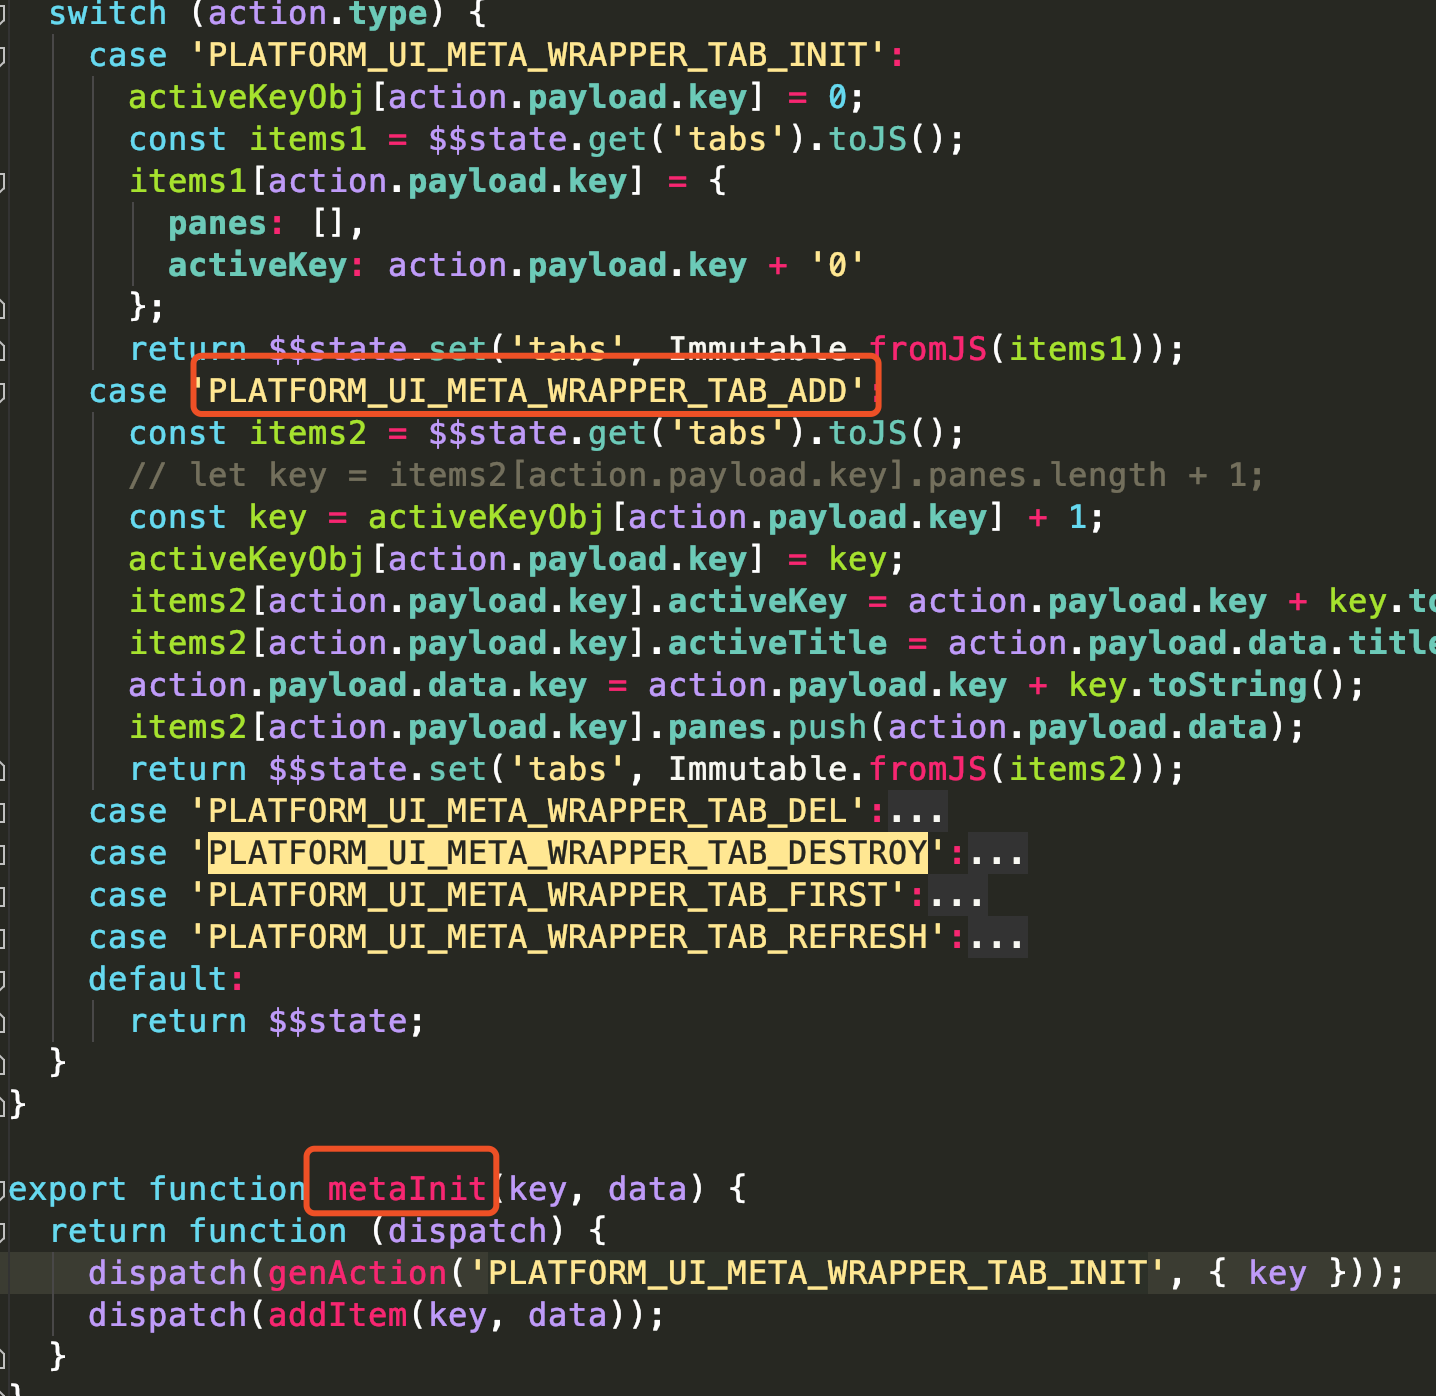 switch (action.type) {
case 'PLATFORM_UI_META_WRAPPER_TAB_INIT':
activeKeyObj[action.payload.key] = 0;
const items1 = $$state.get('tabs').toJS();
items1[action.payload.key] = {
panes: [],
activeKey: action.payload.key + '0'
};
return $$state.set('tabs', Immutable.fromJS(items1));
case 'PLATFORM_UI_META_WRAPPER_TAB_ADD':
const items2 = $$state.get('tabs').toJS();
// let key = items2[action.payload.key].panes.length + 1;
const key = activeKeyObj[action.payload.key] + 1;
activeKeyObj[action.payload.key] = key;
items2[action.payload.key].activeKey = action.payload.key + key.to
items2[action.payload.key].activeTitle = action.payload.data.title
action.payload.data.key = action.payload.key + key.toString();
items2[action.payload.key].panes.push(action.payload.data);
return $$state.set('tabs', Immutable.fromJS(items2));
case 'PLATFORM_UI_META_WRAPPER_TAB_DEL':...
case 'PLATFORM_UI_META_WRAPPER_TAB_DESTROY':...
case 'PLATFORM_UI_META_WRAPPER_TAB_FIRST':...
case 'PLATFORM_UI_META_WRAPPER_TAB_REFRESH':...
default:
return $$state;
}
}
export function metaInit(key, data) {
return function (dispatch) {
dispatch(genAction('PLATFORM_UI_META_WRAPPER_TAB_INIT', { key }));
dispatch(addItem(key, data));
}
}